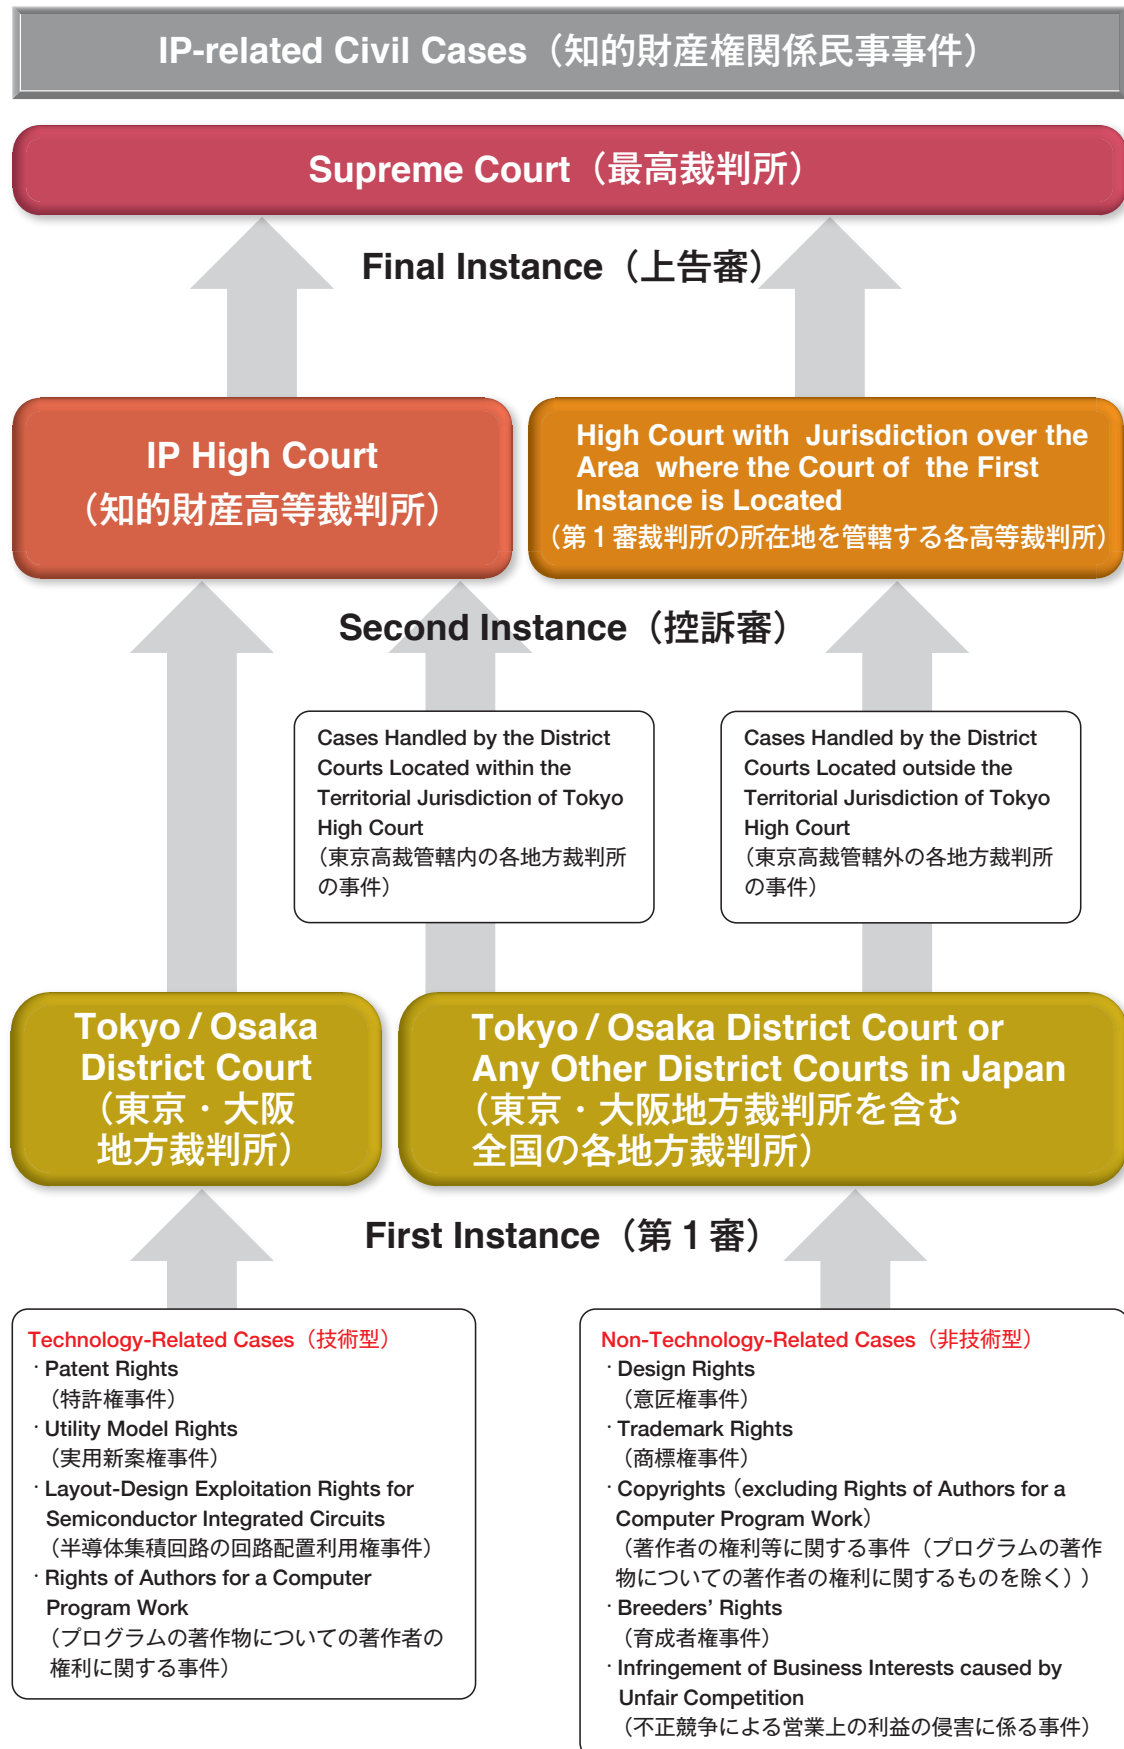 IP-related Civil Cases（知的財産権関係民事事件）
Supreme Court（最高裁判所）
Final Instance（上告審）
IP High Court
（知的財産高等裁判所）
High Court with Jurisdiction over the
Area where the Court of the First
Instance is Located
（第１審裁判所の所在地を管轄する各高等裁判所）
Second Instance（控訴審）
Cases Handled by the District
Courts Located within the
Territorial Jurisdiction of Tokyo
High Court
（東京高裁管轄内の各地方裁判所
の事件）
Cases Handled by the District
Courts Located outside the
Territorial Jurisdiction of Tokyo
High Court
（東京高裁管轄外の各地方裁判所
の事件）
Tokyo / Osaka
District Court
（東京・大阪
地方裁判所）
Tokyo / Osaka District Court or
Any Other District Courts in Japan
（東京・大阪地方裁判所を含む
全国の各地方裁判所）
First Instance（第１審）
Technology-Related Cases（技術型）
・Patent Rights
（特許権事件）
・Utility Model Rights
（実用新案権事件）
・Layout-Design Exploitation Rights for
Semiconductor Integrated Circuits
（半導体集積回路の回路配置利用権事件）
・Rights of Authors for a Computer
Program Work
（プログラムの著作物についての著作者の
権利に関する事件）
Non-Technology-Related Cases（非技術型）
・Design Rights
（意匠権事件）
・Trademark Rights
（商標権事件）
・Copyrights（excluding Rights of Authors for a
Computer Program Work）
（著作者の権利等に関する事件（プログラムの著作
物についての著作者の権利に関するものを除く））
・Breeders’ Rights
（育成者権事件）
・Infringement of Business Interests caused by
Unfair Competition
（不正競争による営業上の利益の侵害に係る事件）